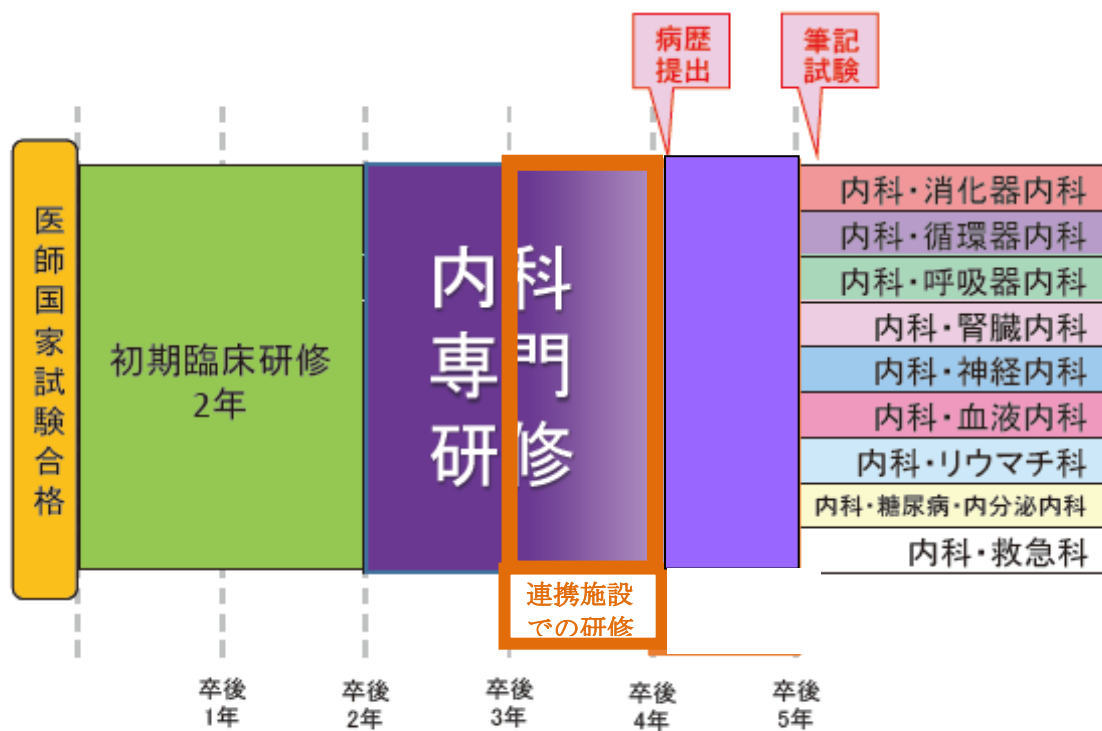 病歴
提出
筆記
試験
医師国家試験合格
初期臨床研修
2年
内科
専門
研修
連携施設
での研修
内科・消化器内科
内科・循環器内科
内科・呼吸器内科
内科・腎臓内科
内科・神経内科
内科・血液内科
内科・リウマチ科
内科・糖尿病・内分泌内科
内科・救急科
卒後
1年
卒後
2年
卒後
3年
卒後
4年
卒後
5年